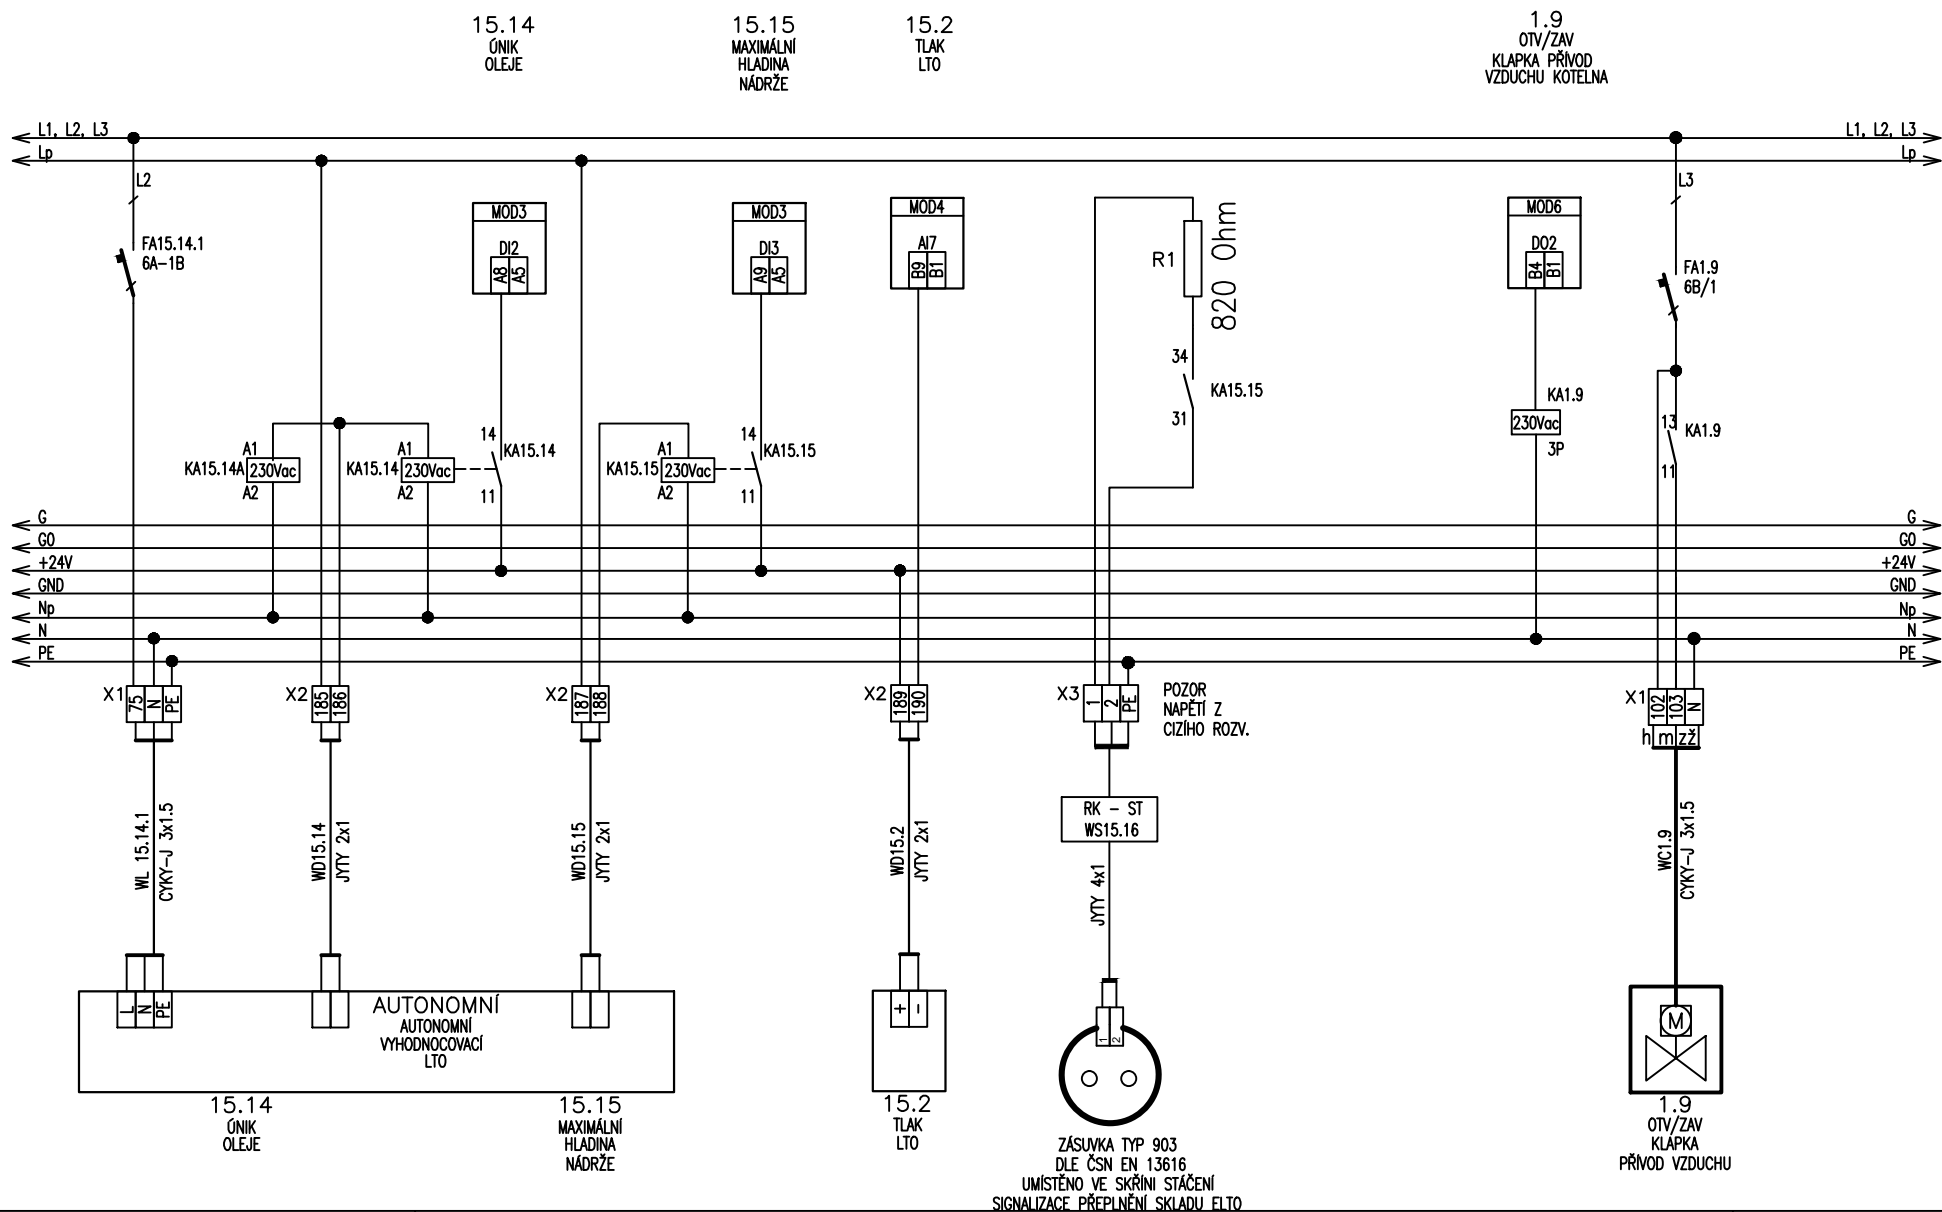 15.14
ÚNIK
OLEJE
15.15
MAXIMÁLNÍ
HLADINA
NÁDRŽE
15.2
TLAK
LTO
1.9
OTV/ZAV
KLAPKA PŘÍVOD
VZDUCHU KOTELNA
L1, L2, L3
L1, L2, L3
Lp
Lp
L2
L3
FA15.14.1
6A-1B
MOD3
DI2
A8
A5
MOD3
DI3
A9
A5
MOD4
AI7
B9
B1
R1
820 Ohm
34
KA15.15
31
MOD6
DO2
B4
B1
FA1.9
6B/1
KA1.9
230Vac
3P
13
KA1.9
11
A1
KA15.14A
230Vac
A2
A1
KA15.14
230Vac
A2
14
KA15.14
11
A1
KA15.15
230Vac
A2
14
KA15.15
11
G
G
G0
G0
+24V
+24V
GND
GND
Np
Np
N
N
PE
PE
X1
75
N
PE
X2
185
186
X2
187
188
X2
189
190
X3
1
2
PE
POZOR
NAPĚTÍ Z
CIZÍHO ROZV.
X1
102
103
N
h
m
zž
WL 15.14.1
CYKY-J 3x1.5
WD15.14
JYTY 2x1
WD15.15
JYTY 2x1
WD15.2
JYTY 2x1
RK - ST
WS15.16
JYTY 4x1
WC1.9
CYKY-J 3x1.5
L
N
PE
AUTONOMNÍ
AUTONOMNÍ
VYHODNOCOVACÍ
LTO
+
-
1
2
M
15.14
ÚNIK
OLEJE
15.15
MAXIMÁLNÍ
HLADINA
NÁDRŽE
15.2
TLAK
LTO
ZÁSUVKA TYP 903
DLE ČSN EN 13616
UMÍSTĚNO VE SKŘÍNI STÁČENÍ
SIGNALIZACE PŘEPLNĚNÍ SKLADU ELTO
1.9
OTV/ZAV
KLAPKA
PŘÍVOD VZDUCHU